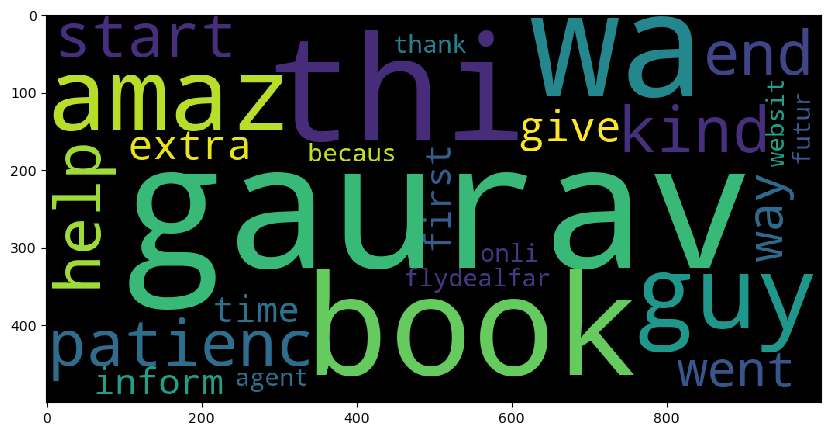 0
100
200
300
400
start
thi
thank
wa
end
amaz
extra
becaus
give
kind
websit
futur
help
gaurav
first
way
onli
flydealfar
time
book
guy
patienc
inform
agent
went
0
200
400
600
800